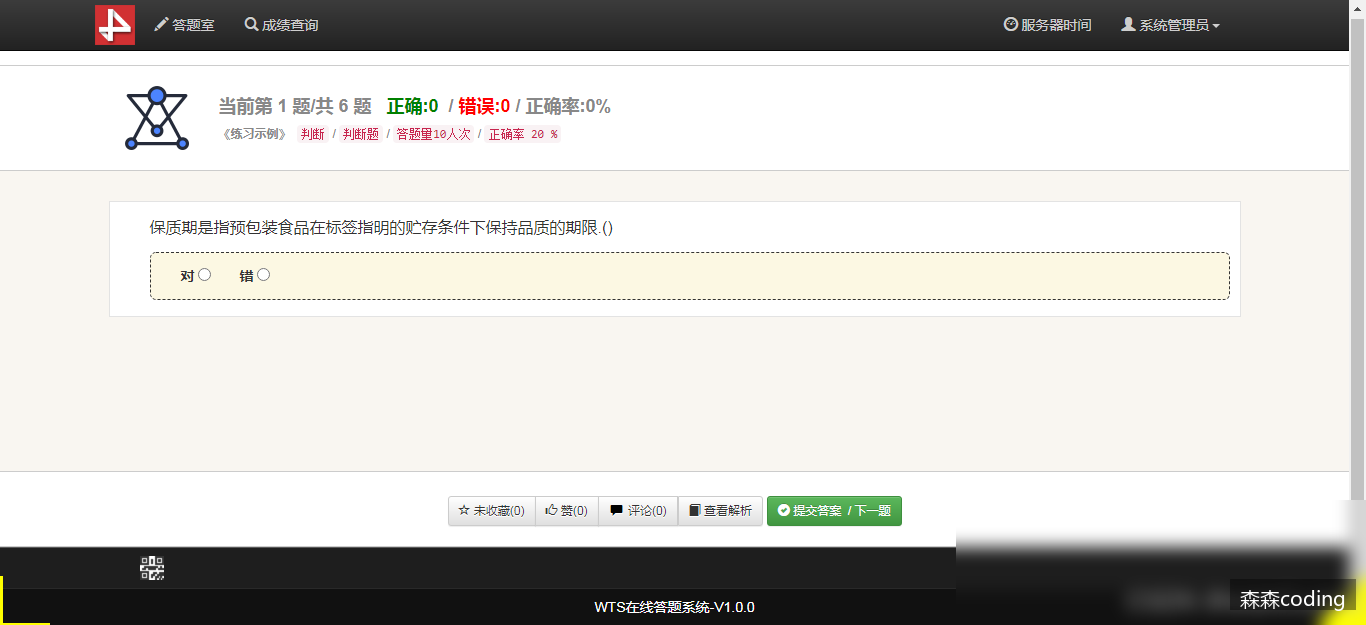 答题室 成绩查询 服务器时间 系统管理员
当前第 1 题/共 6 题 正确:0 / 错误:0 / 正确率:0%
《练习示例》 判断 / 判断题 / 答题量10人次 / 正确率 20 %
保质期是指预包装食品在标签指明的贮存条件下保持品质的期限.()
对 错
未收藏(0) 赞(0) 评论(0) 查看解析 提交答案 / 下一题
WTS在线答题系统-V1.0.0
森森coding